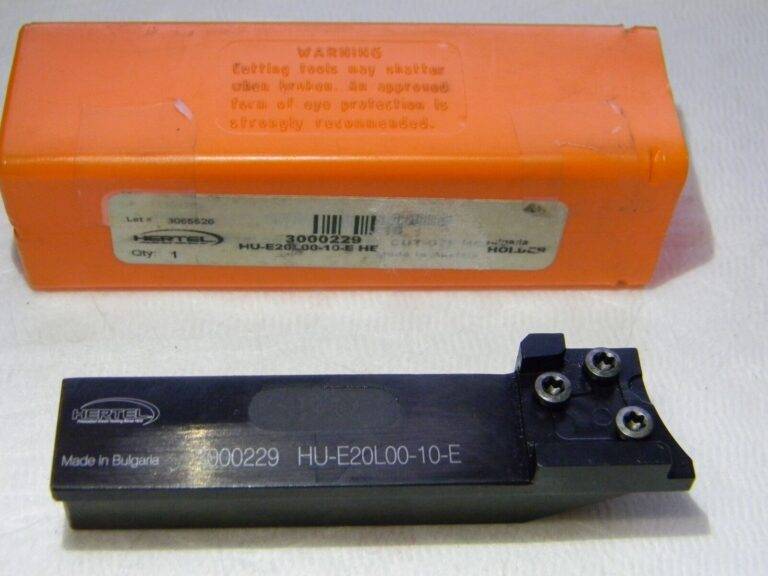 WARNING
Cutting tools may shatter
when broken. An approved
form of eye protection is
strongly recommended.
Lot # 3065520
HERTEL
3000229
HU-E20L00-10-E HE
HOLDER
Qty: 1
HERTEL
Made in Bulgaria 3000229 HU-E20L00-10-E